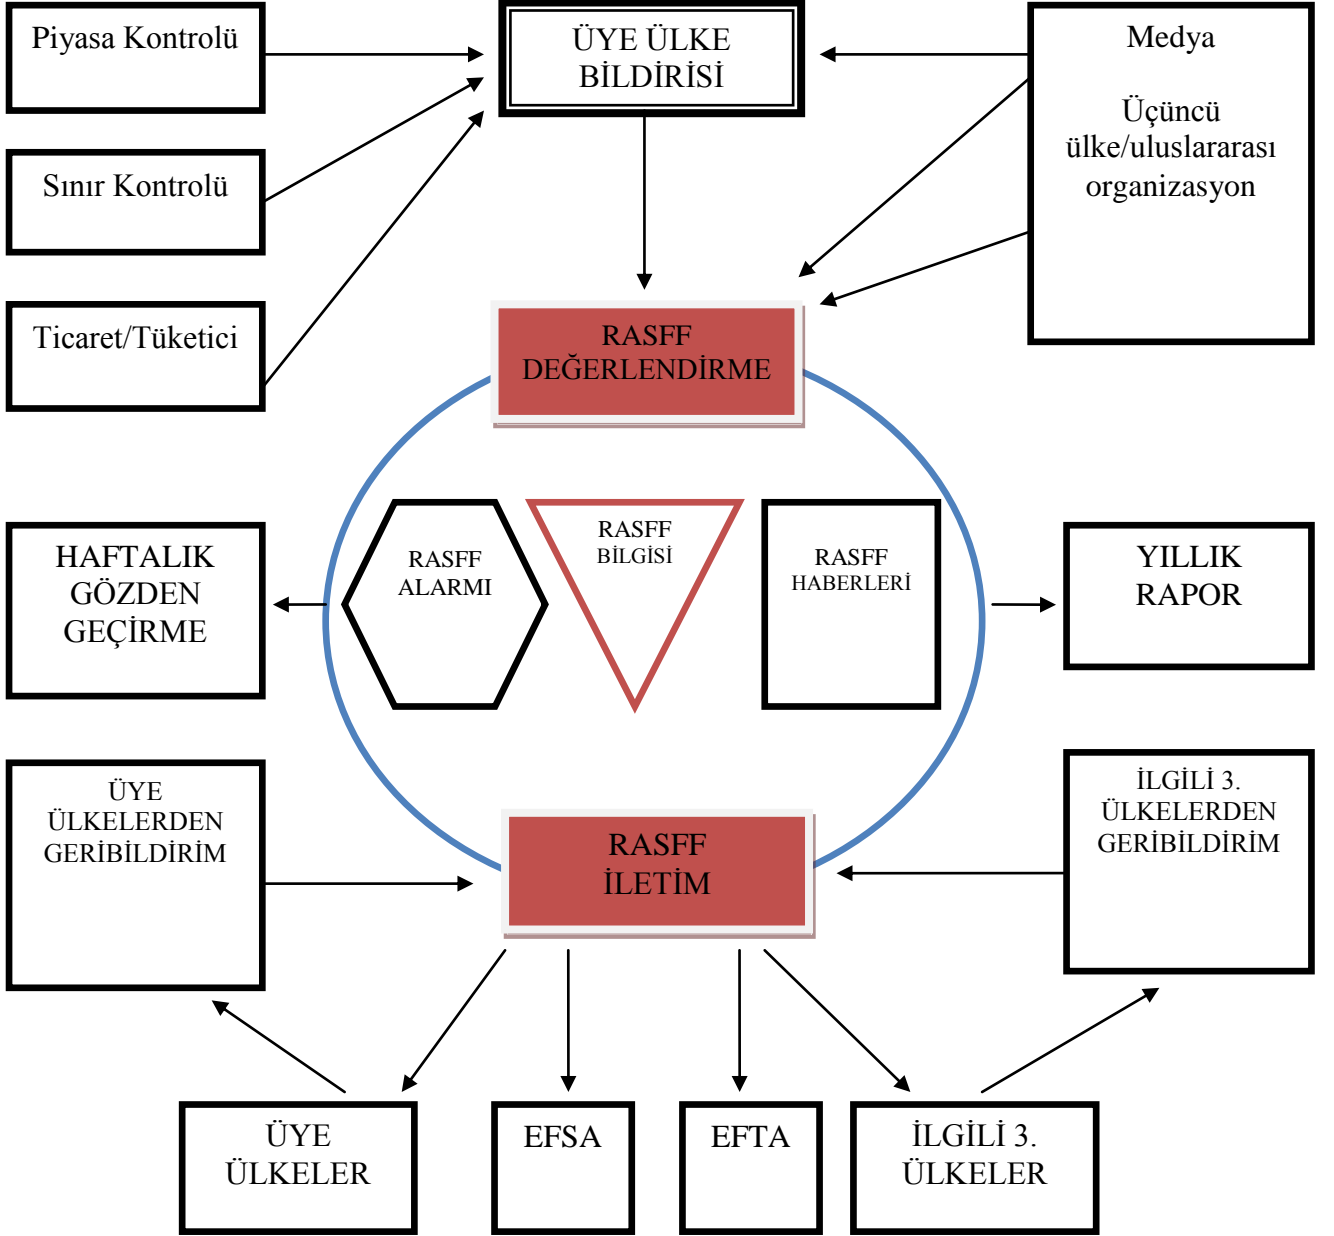 Piyasa Kontrolü
ÜYE ÜLKE
BİLDİRİSİ
Medya
Üçüncü
ülke/uluslararası
organizasyon
Sınır Kontrolü
Ticaret/Tüketici
RASFF
DEĞERLENDİRME
HAFTALIK
GÖZDEN
GEÇİRME
RASFF
ALARMI
RASFF
BİLGİSİ
RASFF
HABERLERİ
YILLIK
RAPOR
ÜYE
ÜLKELERDEN
GERİBİLDİRİM
RASFF
İLETİM
İLGİLİ 3.
ÜLKELERDEN
GERİBİLDİRİM
ÜYE
ÜLKELER
EFSA
EFTA
İLGİLİ 3.
ÜLKELER